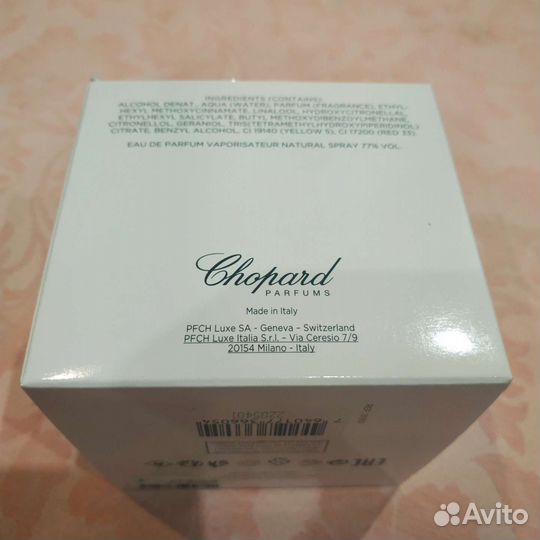 INGREDIENTS (CONTAINS):
ALCOHOL DENAT., AQUA (WATER), PARFUM (FRAGRANCE), ETHYL-
HEXYL METHOXYCINNAMATE, LINALOOL, HYDROXYCITRONELLAL,
ETHYLHEXYL SALICYLATE, BUTYL METHOXYDIBENZOYLMETHANE,
CITRONELLOL, GERANIOL, TRIS(TETRAMETHYLHYDROXYPIPERIDINOL)
CITRATE, BENZYL ALCOHOL, CI 19140 (YELLOW 5), CI 17200 (RED 33).
EAU DE PARFUM VAPORISATEUR NATURAL SPRAY 77% VOL.
Chopard
PARFUMS
Made in Italy
PFCH Luxe SA - Geneva - Switzerland
PFCH Luxe Italia S.r.l. - Via Ceresio 7/9
20154 Milano - Italy
2205401
EAC
Avito